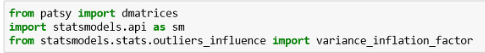 from patsy import dmatrices
import statsmodels.api as sm
from statsmodels.stats.outliers_influence import variance_inflation_factor